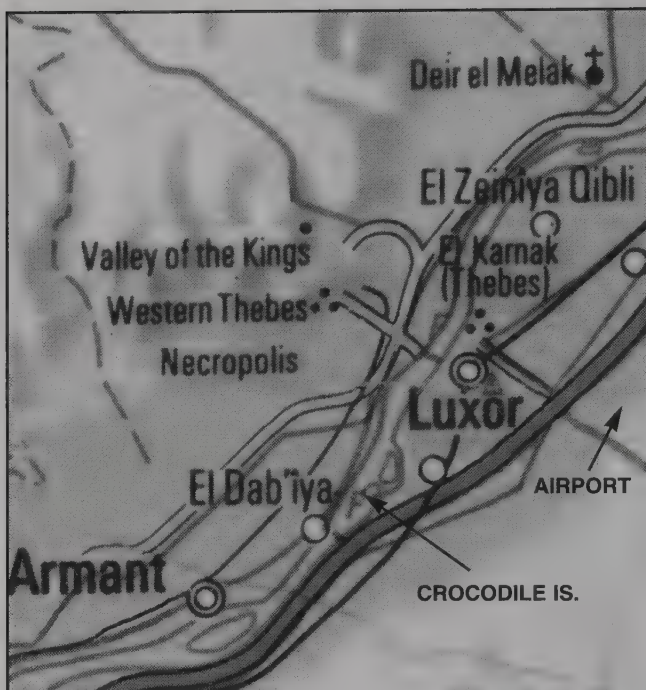 Deir el Melak
El Zeiniya Qibli
Valley of the Kings
El Karnak
(Thebes)
Western Thebes
Necropolis
Luxor
AIRPORT
El Dab'iya
Armant
CROCODILE IS.